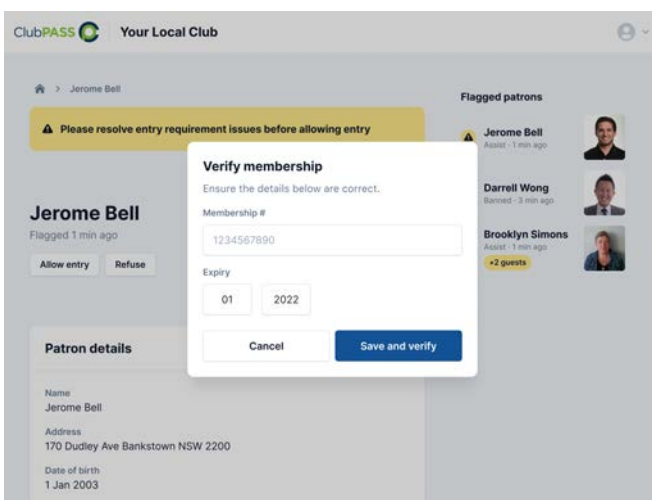 ClubPASS
Your Local Club
> Jerome Bell
Please resolve entry requirement issues before allowing entry
Jerome Bell
Flagged 1 min ago
Allow entry
Refuse
Patron details
Name
Jerome Bell
Address
170 Dudley Ave Bankstown NSW 2200
Date of birth
1 Jan 2003
Verify membership
Ensure the details below are correct.
Membership #
1234567890
Expiry
01
2022
Cancel
Save and verify
Flagged patrons
Jerome Bell
Assist · 1 min ago
Darrell Wong
Banned · 3 min ago
Brooklyn Simons
Assist · 1 min ago
+2 guests